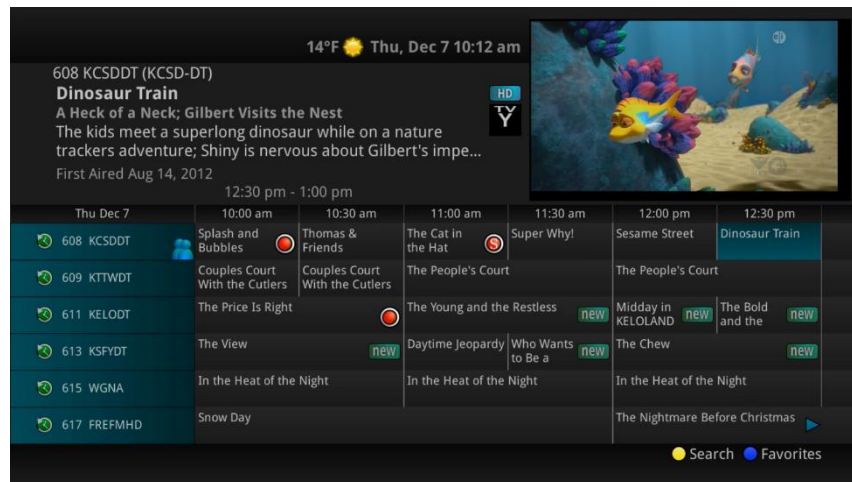 14°F Thu, Dec 7 10:12 am
608 KCSDDT (KCSD-
DT)
Dinosaur Train
A Heck of a Neck; Gilbert Visits the Nest
The kids meet a superlong dinosaur while on a nature
trackers adventure; Shiny is nervous about Gilbert's impe...
First Aired Aug 14, 2012
12:30 pm - 1:00 pm
HD
TV
Y
Thu Dec 7 10:00 am 10:30 am 11:00 am 11:30 am 12:00 pm 12:30 pm
608 KCSDDT
Splash and
Bubbles
Thomas &
Friends
The Cat in
the Hat
S
Super Why!
Sesame Street
Dinosaur Train
609 KTTWDT
Couples Court
With the Cutlers
Couples Court
With the Cutlers
The People's Court
The People's Court
611 KELODT
The Price Is Right
The Young and the Restless new
Midday in
KELOLAND new
The Bold
and the new
613 KSFYDT
The View new
Daytime Jeopardy
Who Wants
to Be a new
The Chew new
615 WGNA
In the Heat of the Night
In the Heat of the Night
In the Heat of the Night
617 FREFMHD
Snow Day
The Nightmare Before Christmas
Search Favorites